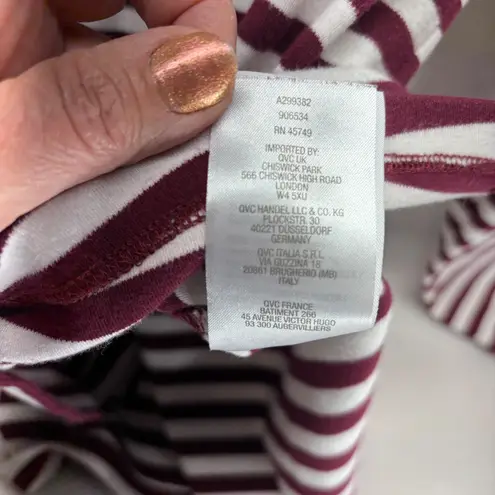 A299382
906534
RN 45749
IMPORTED BY:
QVC UK
CHISWICK PARK
566 CHISWICK HIGH ROAD
LONDON
W4 5XU
QVC HANDEL LLC & CO. KG
PLOCKSTR. 30
40221 DÜSSELDORF
GERMANY
QVC ITALIA S.R.L.
VIA GUZZINA 18
20861 BRUGHERIO (MB)
ITALY
QVC FRANCE
BATIMENT 266
45 AVENUE VICTOR HUGO
93 300 AUBERVILLIERS